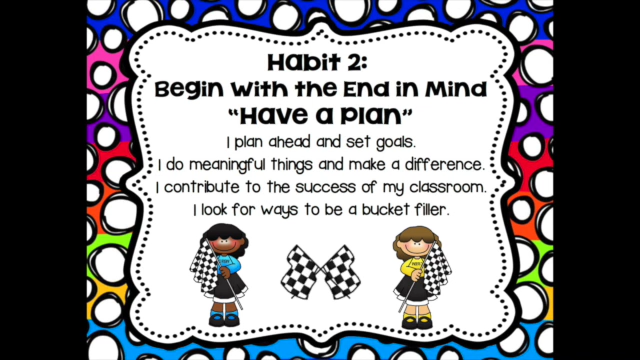 Habit 2:
Begin with the End in Mind
"Have a plan"
I plan ahead and set goals.
I do meaningful things and make a difference.
I contribute to the success of my classroom.
I look for ways to be a bucket filler.